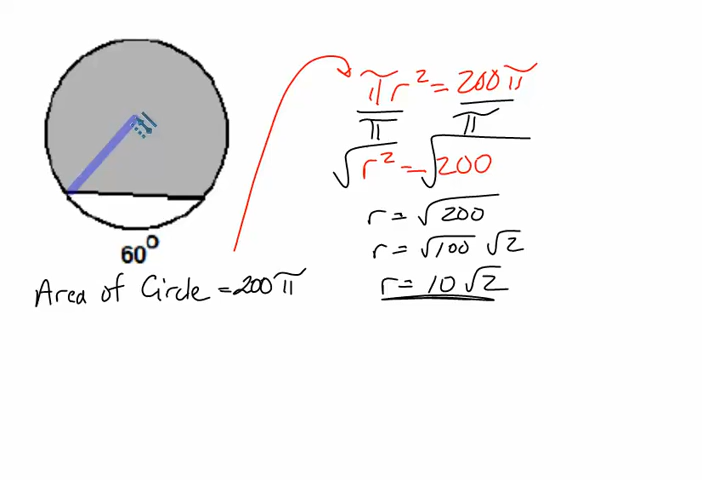 60°
Area of Circle = 200π
πr² = 200π
π π
√r² = √200
r = √200
r = √100 √2
r = 10√2